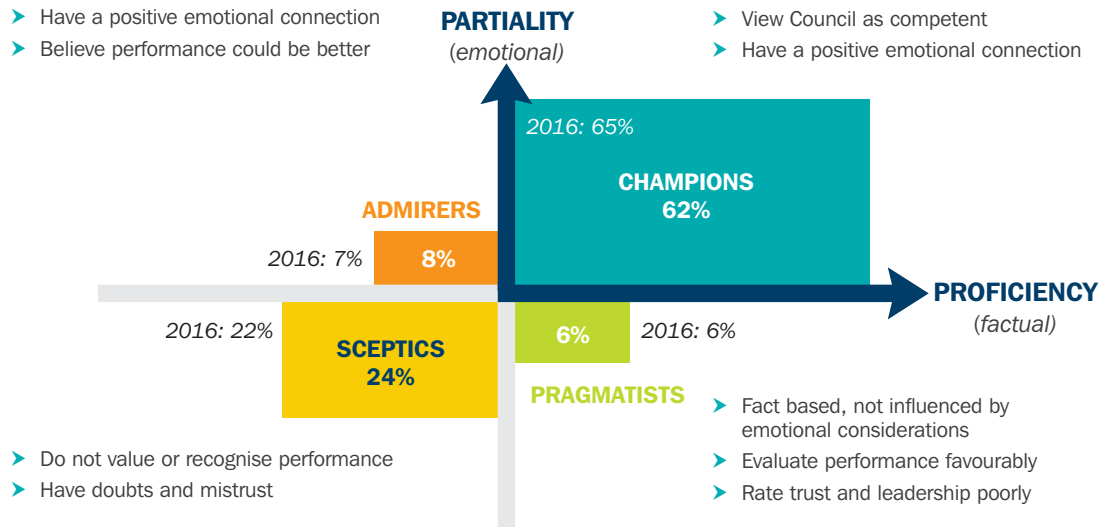 Have a positive emotional connection
Believe performance could be better
PARTIALITY
(emotional)
View Council as competent
Have a positive emotional connection
2016: 65%
CHAMPIONS
62%
ADMIRERS
2016: 7%
8%
PROFICIENCY
(factual)
2016: 22%
SCEPTICS
24%
6%
2016: 6%
PRAGMATISTS
Do not value or recognise performance
Have doubts and mistrust
Fact based, not influenced by
emotional considerations
Evaluate performance favourably
Rate trust and leadership poorly